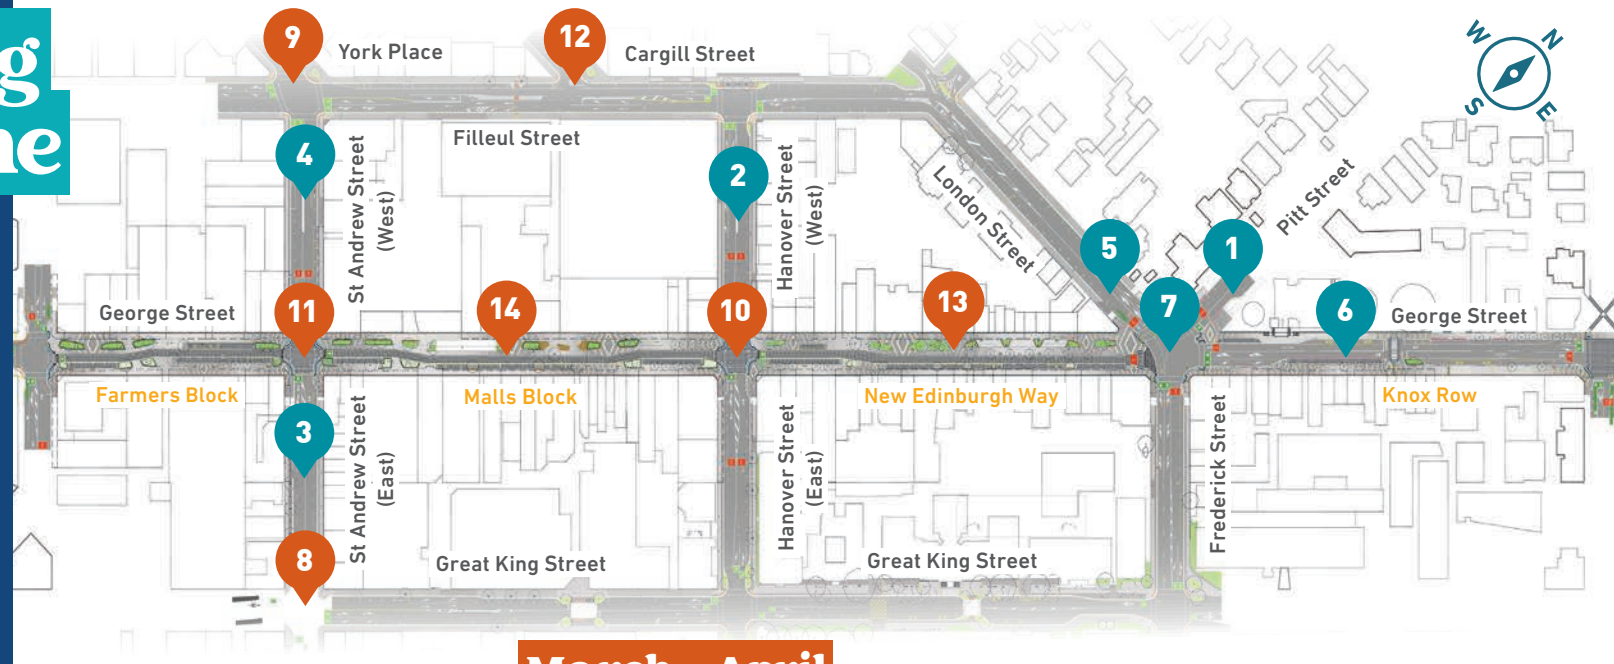 g
ne
9
York Place
12
Cargill Street
W
N
S
E
Filleul Street
4
St Andrew Street
(West)
2
Hanover Street
(West)
London Street
5
1
Pitt Street
George Street
11
14
10
13
7
6
George Street
Farmers Block
Malls Block
New Edinburgh Way
Knox Row
3
St Andrew Street
(East)
Hanover Street
(East)
Frederick Street
8
Great King Street
Great King Street
March – April